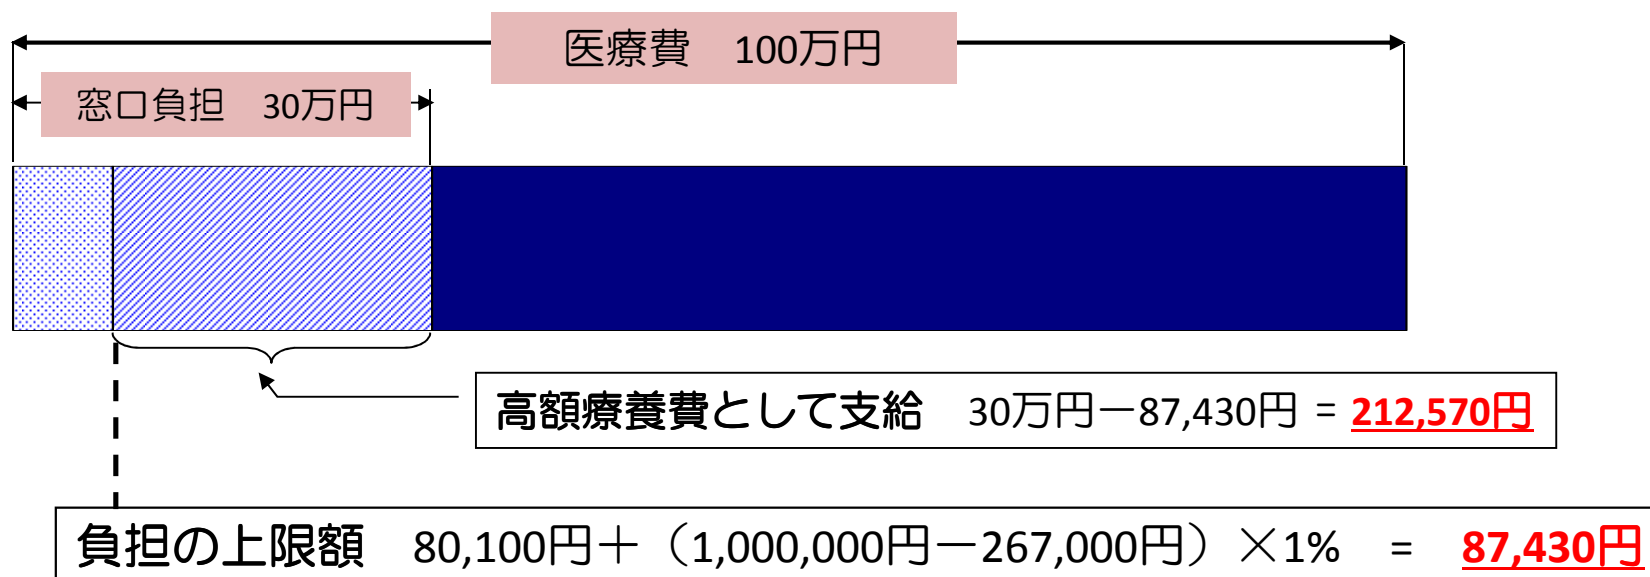 医療費　100万円
窓口負担　30万円
高額療養費として支給　30万円－87,430円 = 212,570円
負担の上限額　80,100円＋（1,000,000円－267,000円）×1%　=　87,430円